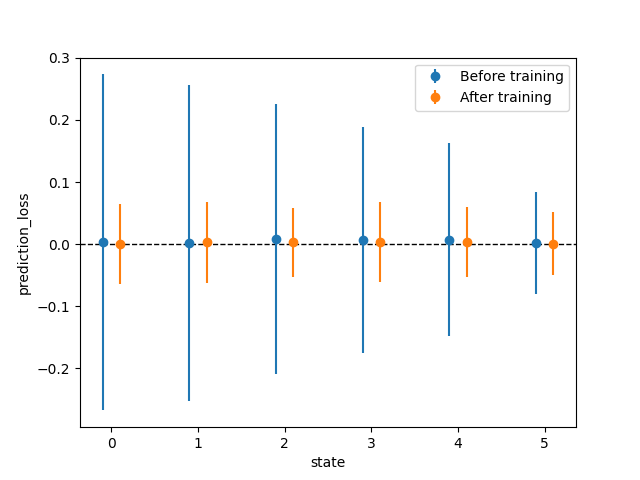 0.3
0.2
0.1
0.0
−0.1
−0.2
prediction_loss
Before training
After training
0 1 2 3 4 5
state